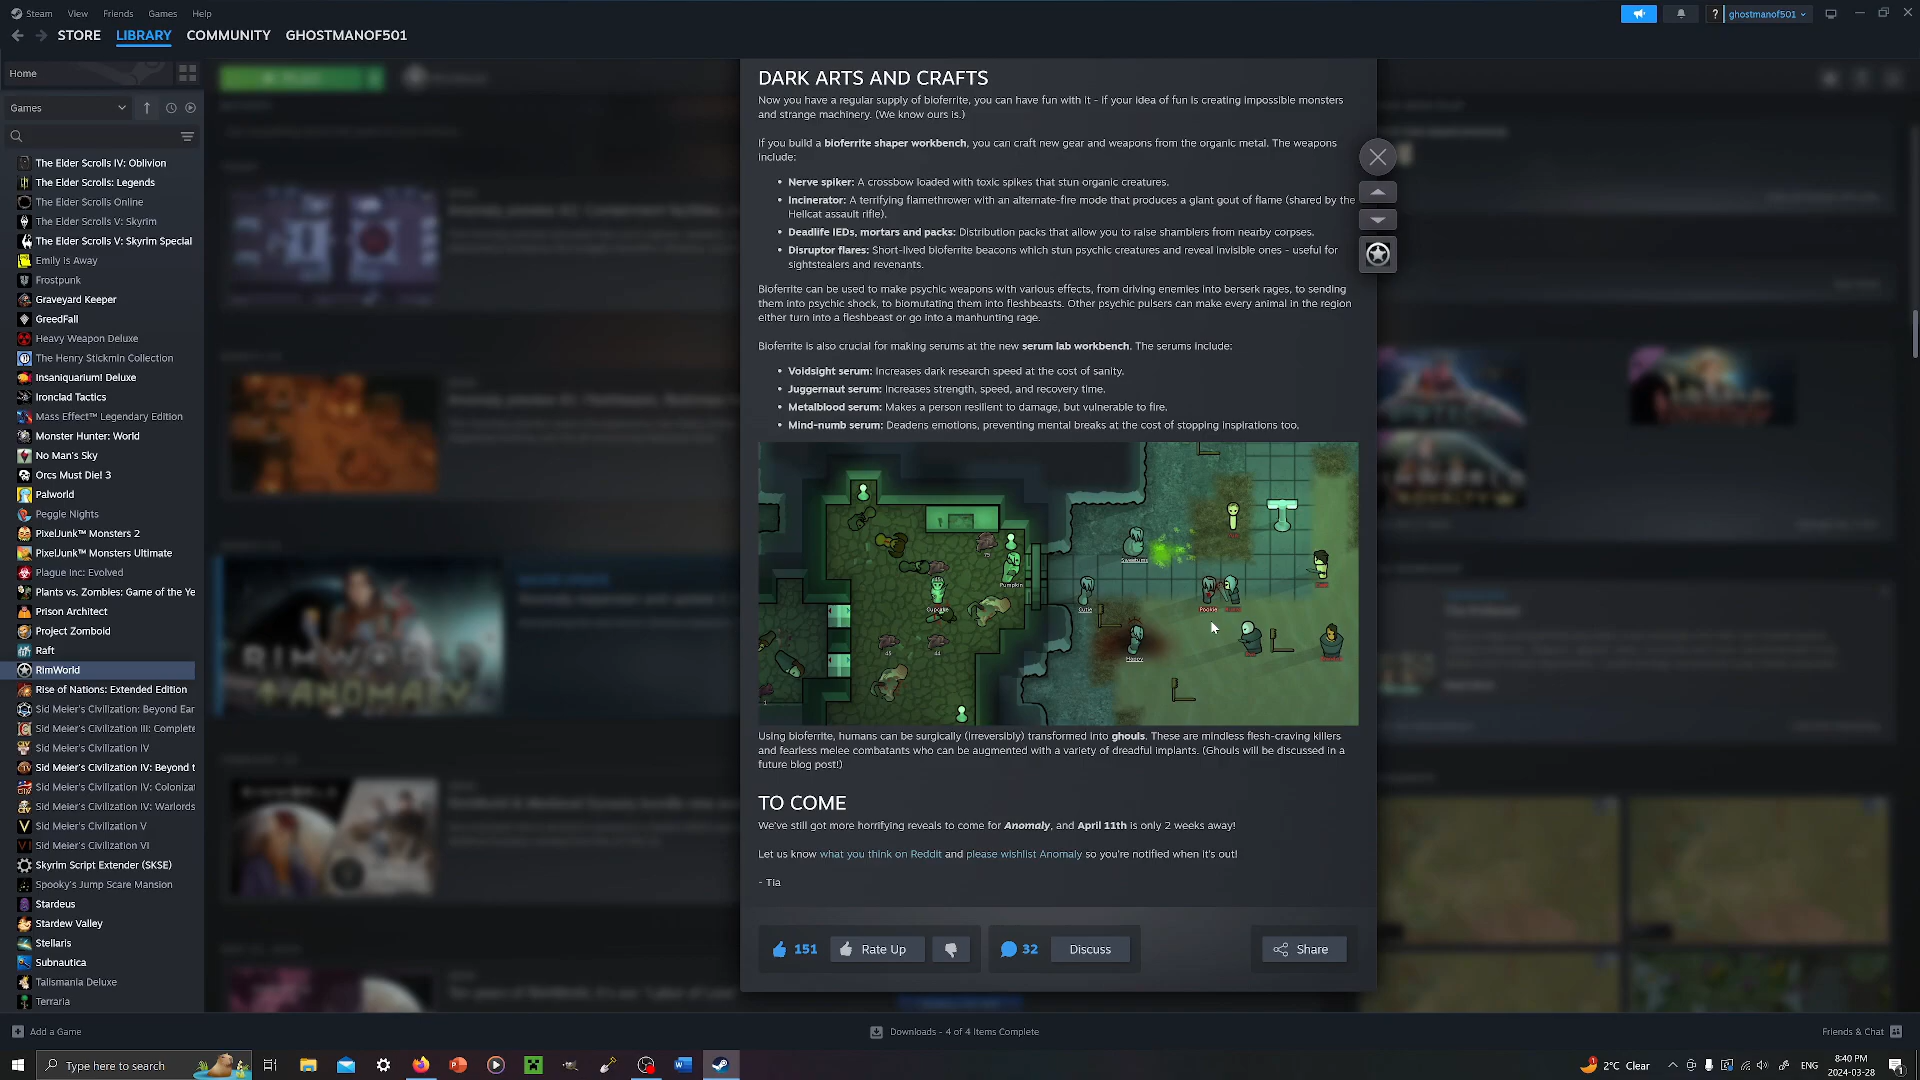 Steam View Friends Games Help
ghostmanof501
STORE LIBRARY COMMUNITY GHOSTMANOF501
Home
Games
The Elder Scrolls IV: Oblivion
The Elder Scrolls: Legends
The Elder Scrolls Online
The Elder Scrolls V: Skyrim
The Elder Scrolls V: Skyrim Special
Emily is Away
Frostpunk
Graveyard Keeper
GreedFall
Heavy Weapon Deluxe
The Henry Stickmin Collection
Insaniquarium! Deluxe
Ironclad Tactics
Mass Effect™ Legendary Edition
Monster Hunter: World
No Man's Sky
Orcs Must Die! 3
Palworld
Peggle Nights
PixelJunk™ Monsters 2
PixelJunk™ Monsters Ultimate
Plague Inc: Evolved
Plants vs. Zombies: Game of the Ye
Prison Architect
Project Zomboid
Raft
RimWorld
Rise of Nations: Extended Edition
Sid Meier's Civilization: Beyond Ear
Sid Meier's Civilization III: Complete
Sid Meier's Civilization IV
Sid Meier's Civilization IV: Beyond t
Sid Meier's Civilization IV: Colonizat
Sid Meier's Civilization IV: Warlords
Sid Meier's Civilization V
Sid Meier's Civilization VI
Skyrim Script Extender (SKSE)
Spooky's Jump Scare Mansion
Stardeus
Stardew Valley
Stellaris
Subnautica
Talismania Deluxe
Terraria
Add a Game
DARK ARTS AND CRAFTS
Now you have a regular supply of bioferrite, you can have fun with it - if your idea of fun is creating impossible monsters
and strange machinery. (We know ours is.)
If you build a bioferrite shaper workbench, you can craft new gear and weapons from the organic metal. The weapons
include:
• Nerve spiker: A crossbow loaded with toxic spikes that stun organic creatures.
• Incinerator: A terrifying flamethrower with an alternate-fire mode that produces a giant gout of flame (shared by the
Hellcat assault rifle).
• Deadlife IEDs, mortars and packs: Distribution packs that allow you to raise shamblers from nearby corpses.
• Disruptor flares: Short-lived bioferrite beacons which stun psychic creatures and reveal invisible ones - useful for
sightstealers and revenants.
Bioferrite can be used to make psychic weapons with various effects, from driving enemies into berserk rages, to sending
them into psychic shock, to biomutating them into fleshbeasts. Other psychic pulsers can make every animal in the region
either turn into a fleshbeast or go into a manhunting rage.
Bioferrite is also crucial for making serums at the new serum lab workbench. The serums include:
• Voidsight serum: Increases dark research speed at the cost of sanity.
• Juggernaut serum: Increases strength, speed, and recovery time.
• Metalblood serum: Makes a person resilient to damage, but vulnerable to fire.
• Mind-numb serum: Deadens emotions, preventing mental breaks at the cost of stopping inspirations too.
75
Sweetums
Pumpkin
Cupcake
Cutie
Pookie
Happy
Using bioferrite, humans can be surgically (irreversibly) transformed into ghouls. These are mindless flesh-craving killers
and fearless melee combatants who can be augmented with a variety of dreadful implants. (Ghouls will be discussed in a
future blog post!)
TO COME
We've still got more horrifying reveals to come for Anomaly, and April 11th is only 2 weeks away!
Let us know what you think on Reddit and please wishlist Anomaly so you're notified when it's out!
- Tia
151 Rate Up 32 Discuss Share
RIMWORLD
ANOMALY
Downloads - 4 of 4 Items Complete
Friends & Chat
Type here to search
2°C Clear
ENG
8:40 PM
2024-03-28